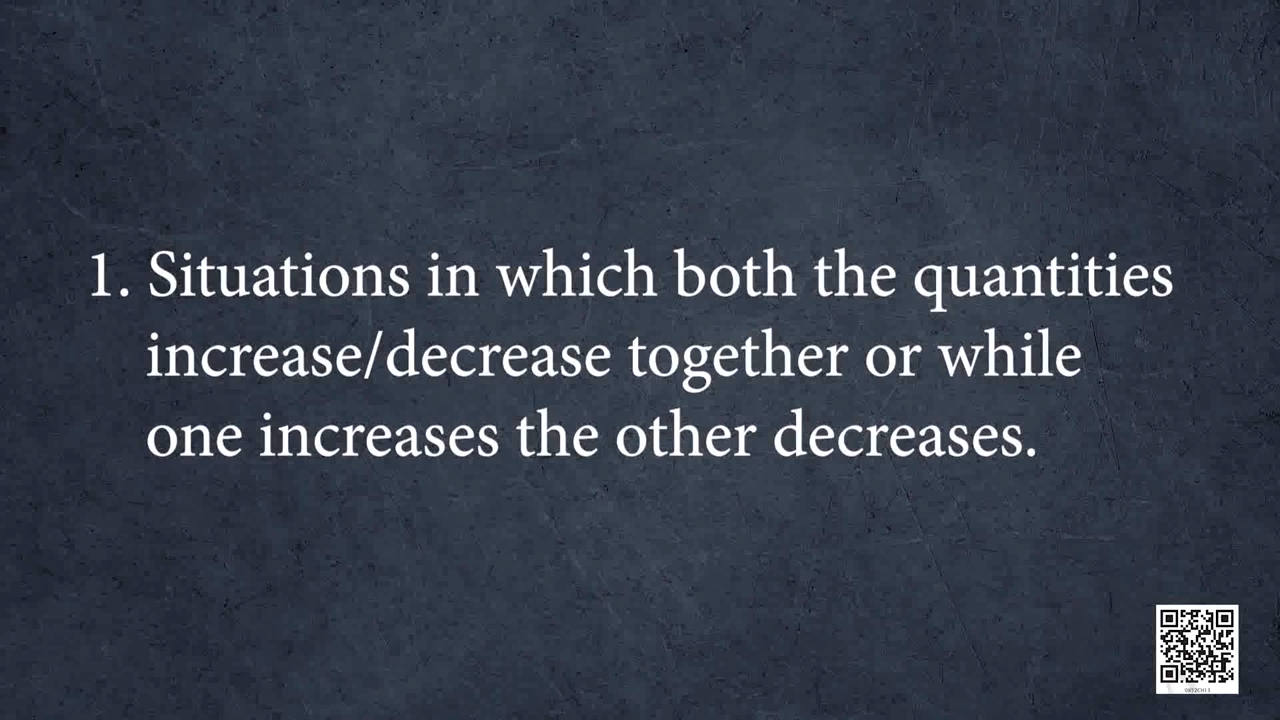 1. Situations in which both the quantities
increase/decrease together or while
one increases the other decreases.